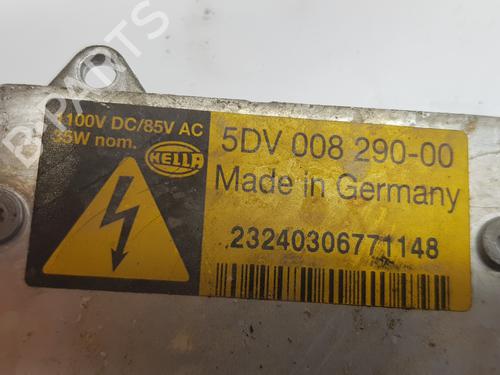 1100V DC/85V AC
35W nom.
HELLA
5DV 008 290-00
Made in Germany
23240306771148
B-PARTS